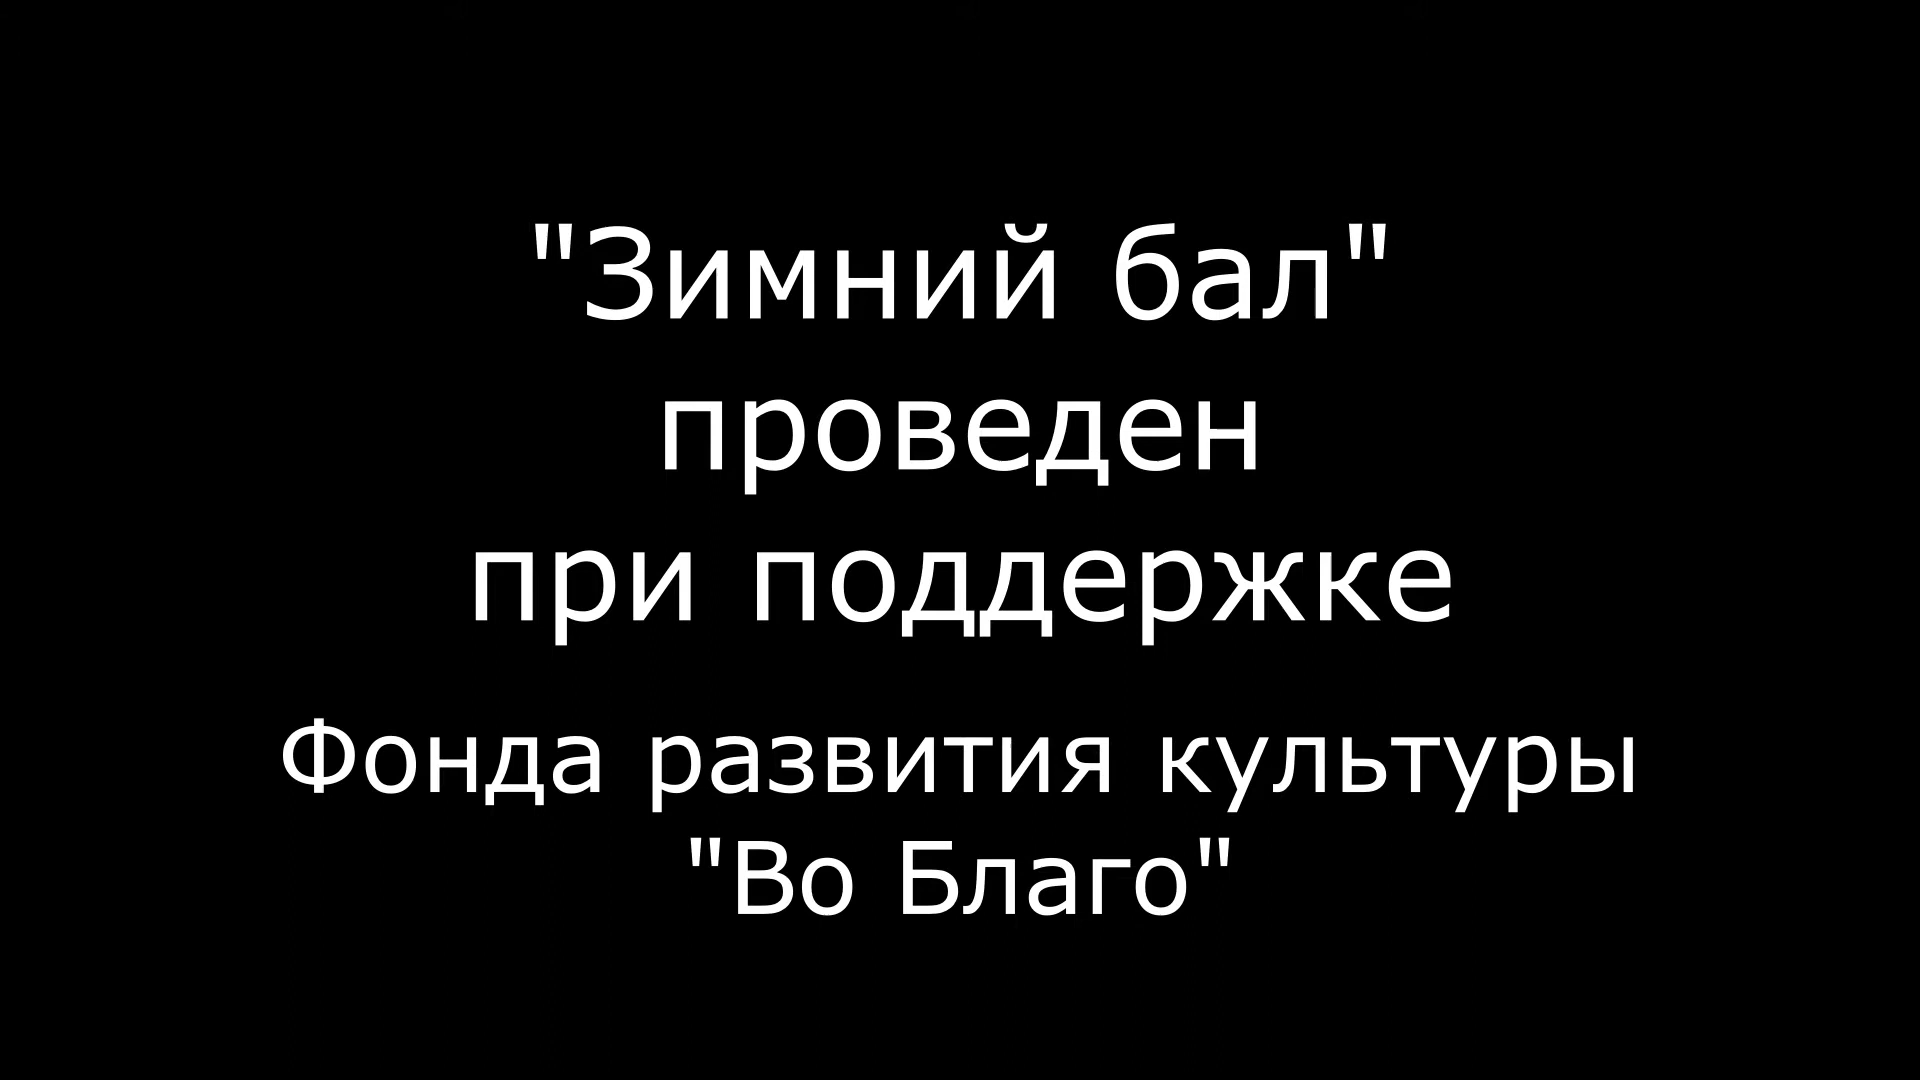 "Зимний бал"
проведен
при поддержке
Фонда развития культуры
"Во Благо"